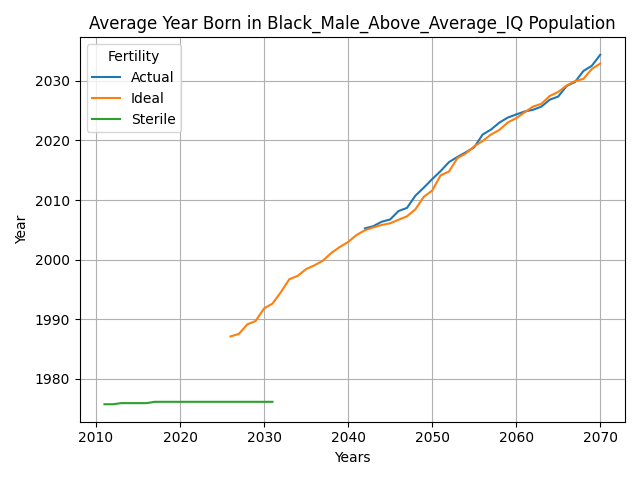 Average Year Born in Black_Male_Above_Average_IQ Population
Fertility
Actual
Ideal
Sterile
Year
2030
2020
2010
2000
1990
1980
2010 2020 2030 2040 2050 2060 2070
Years